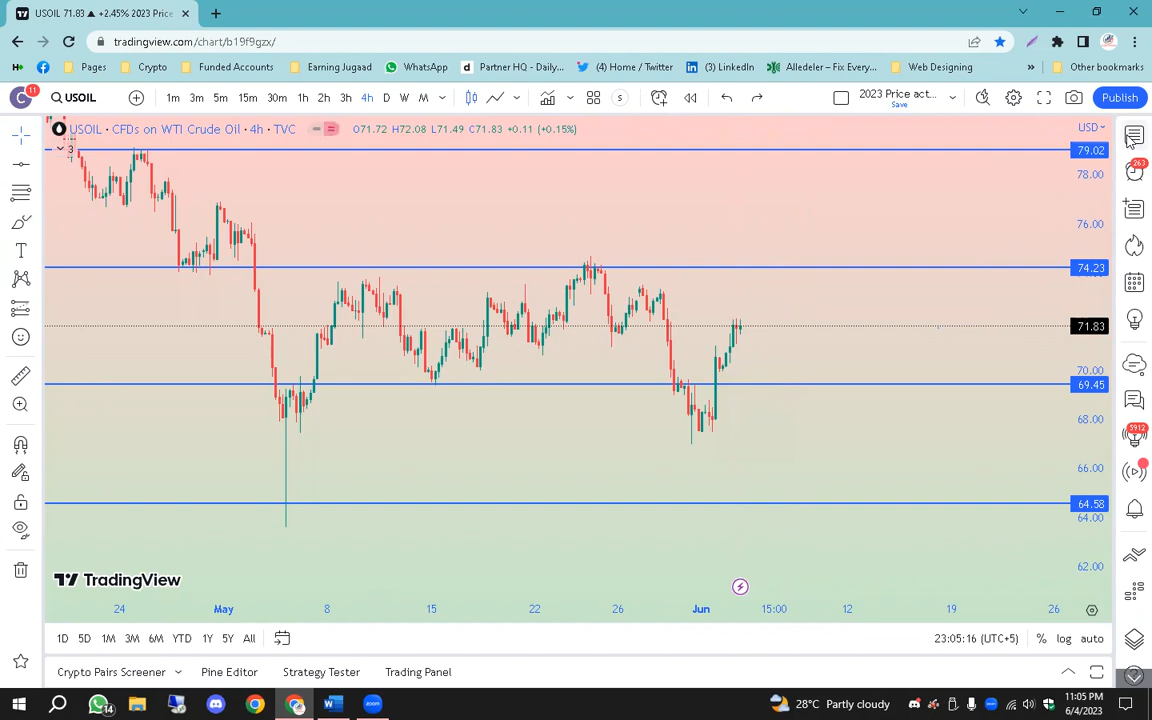 USOIL 71.83 ▲ +2.45% 2023 Price
tradingview.com/chart/b19f9gzx/
Pages Crypto Funded Accounts Earning Jugaad WhatsApp Partner HQ - Daily... (4) Home / Twitter (3) LinkedIn Alledeler – Fix Every... Web Designing » Other bookmarks
C 11 USOIL 1m 3m 5m 15m 30m 1h 2h 3h 4h D W M S 2023 Price act... Save Publish
USOIL · CFDs on WTI Crude Oil · 4h · TVC O71.72 H72.08 L71.49 C71.83 +0.11 (+0.15%) USD
3
79.02
263
78.00
76.00
74.23
71.83
70.00
69.45
68.00
5912
66.00
64.58
64.00
62.00
TradingView
24 May 8 15 22 26 Jun 15:00 12 19 26
1D 5D 1M 3M 6M YTD 1Y 5Y All 23:05:16 (UTC+5) % log auto
Crypto Pairs Screener Pine Editor Strategy Tester Trading Panel
14 zoom 28°C Partly cloudy 11:05 PM
6/4/2023